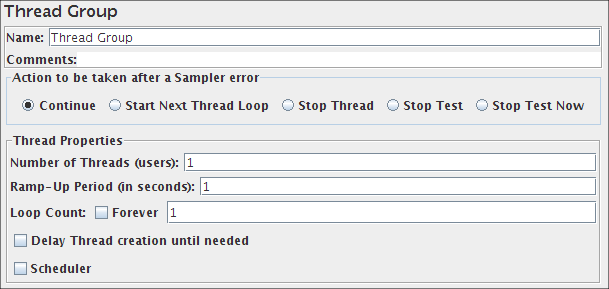 Thread Group
Name: Thread Group
Comments:
Action to be taken after a Sampler error
Continue Start Next Thread Loop Stop Thread Stop Test Stop Test Now
Thread Properties
Number of Threads (users): 1
Ramp-Up Period (in seconds): 1
Loop Count: Forever 1
Delay Thread creation until needed
Scheduler